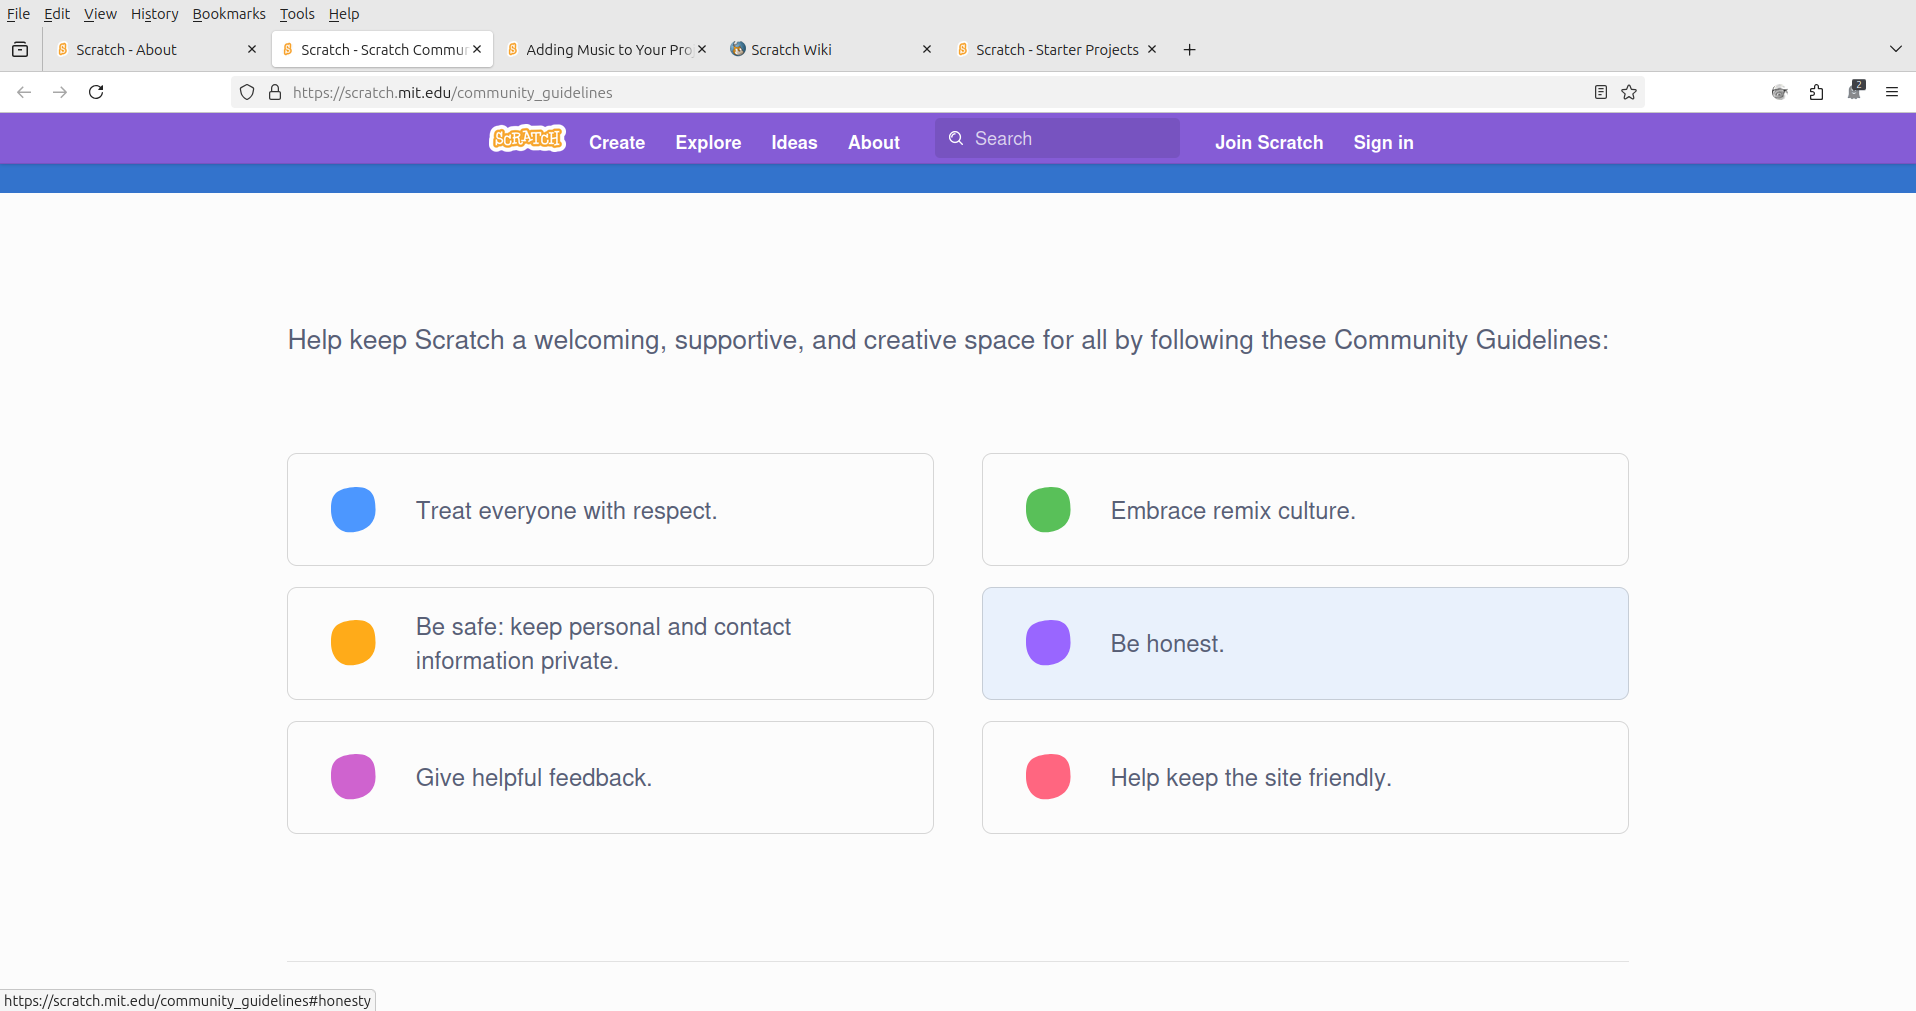 File Edit View History Bookmarks Tools Help
Scratch - About
Scratch - Scratch Commur
Adding Music to Your Pro
Scratch Wiki
Scratch - Starter Projects
https://scratch.mit.edu/community_guidelines
2
SCRATCH Create Explore Ideas About Search Join Scratch Sign in
Help keep Scratch a welcoming, supportive, and creative space for all by following these Community Guidelines:
Treat everyone with respect.
Embrace remix culture.
Be safe: keep personal and contact
information private.
Be honest.
Give helpful feedback.
Help keep the site friendly.
https://scratch.mit.edu/community_guidelines#honesty